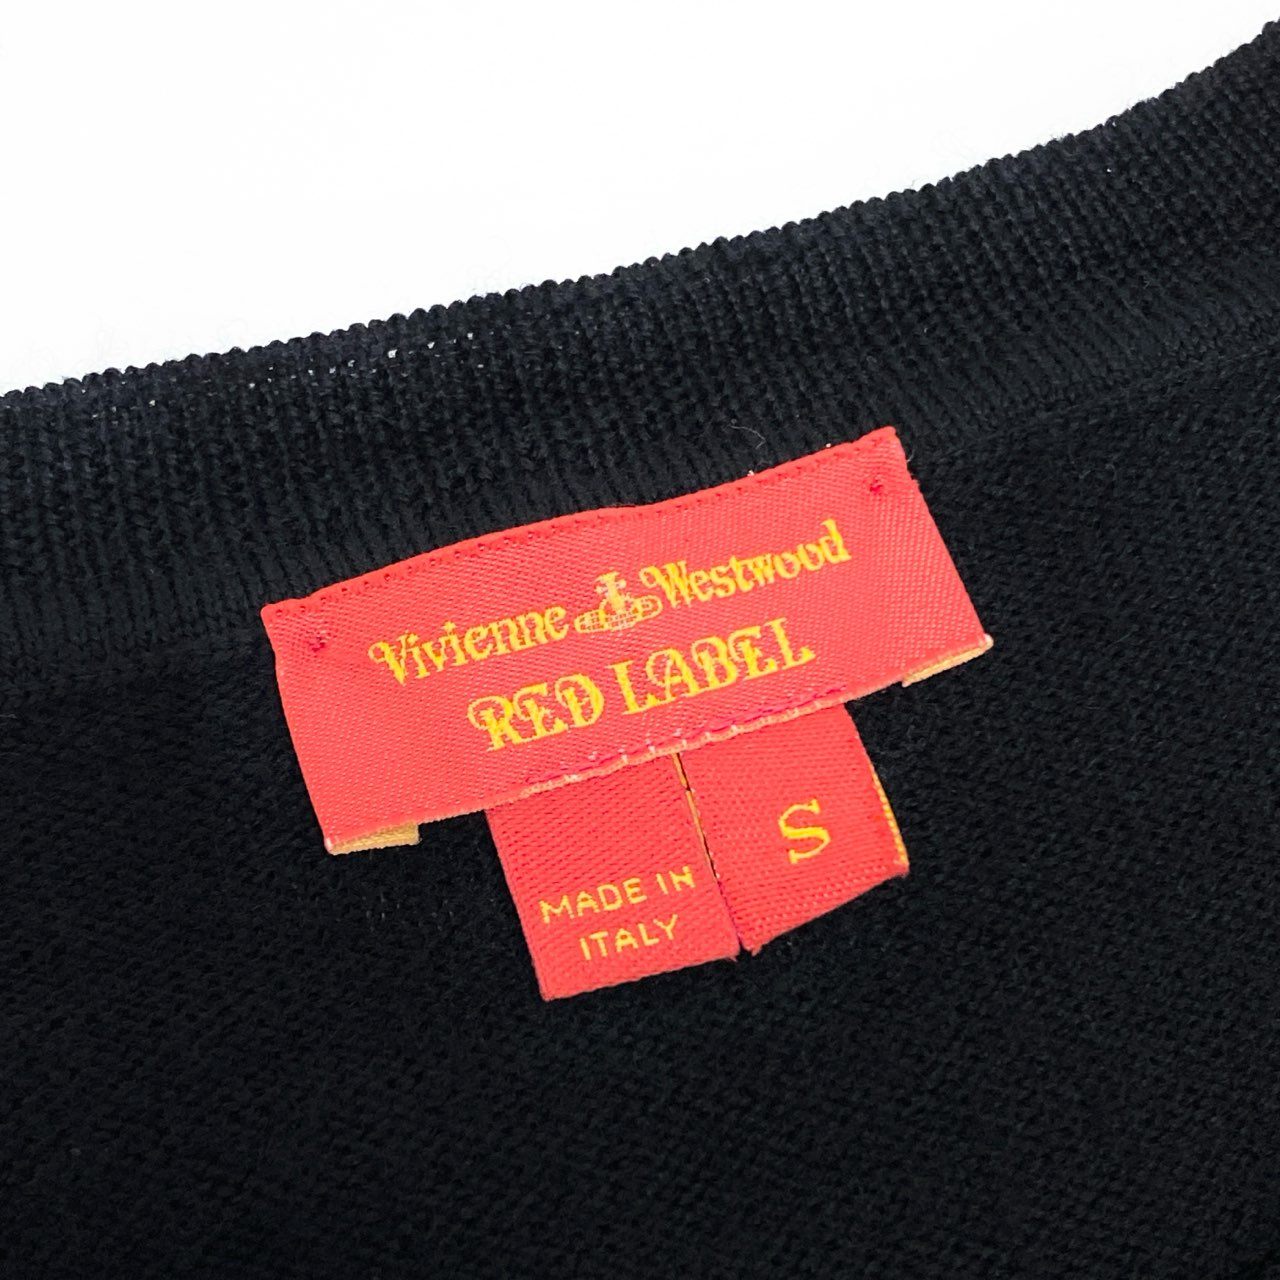 Vivienne Westwood
RED LABEL
MADE IN
ITALY
S